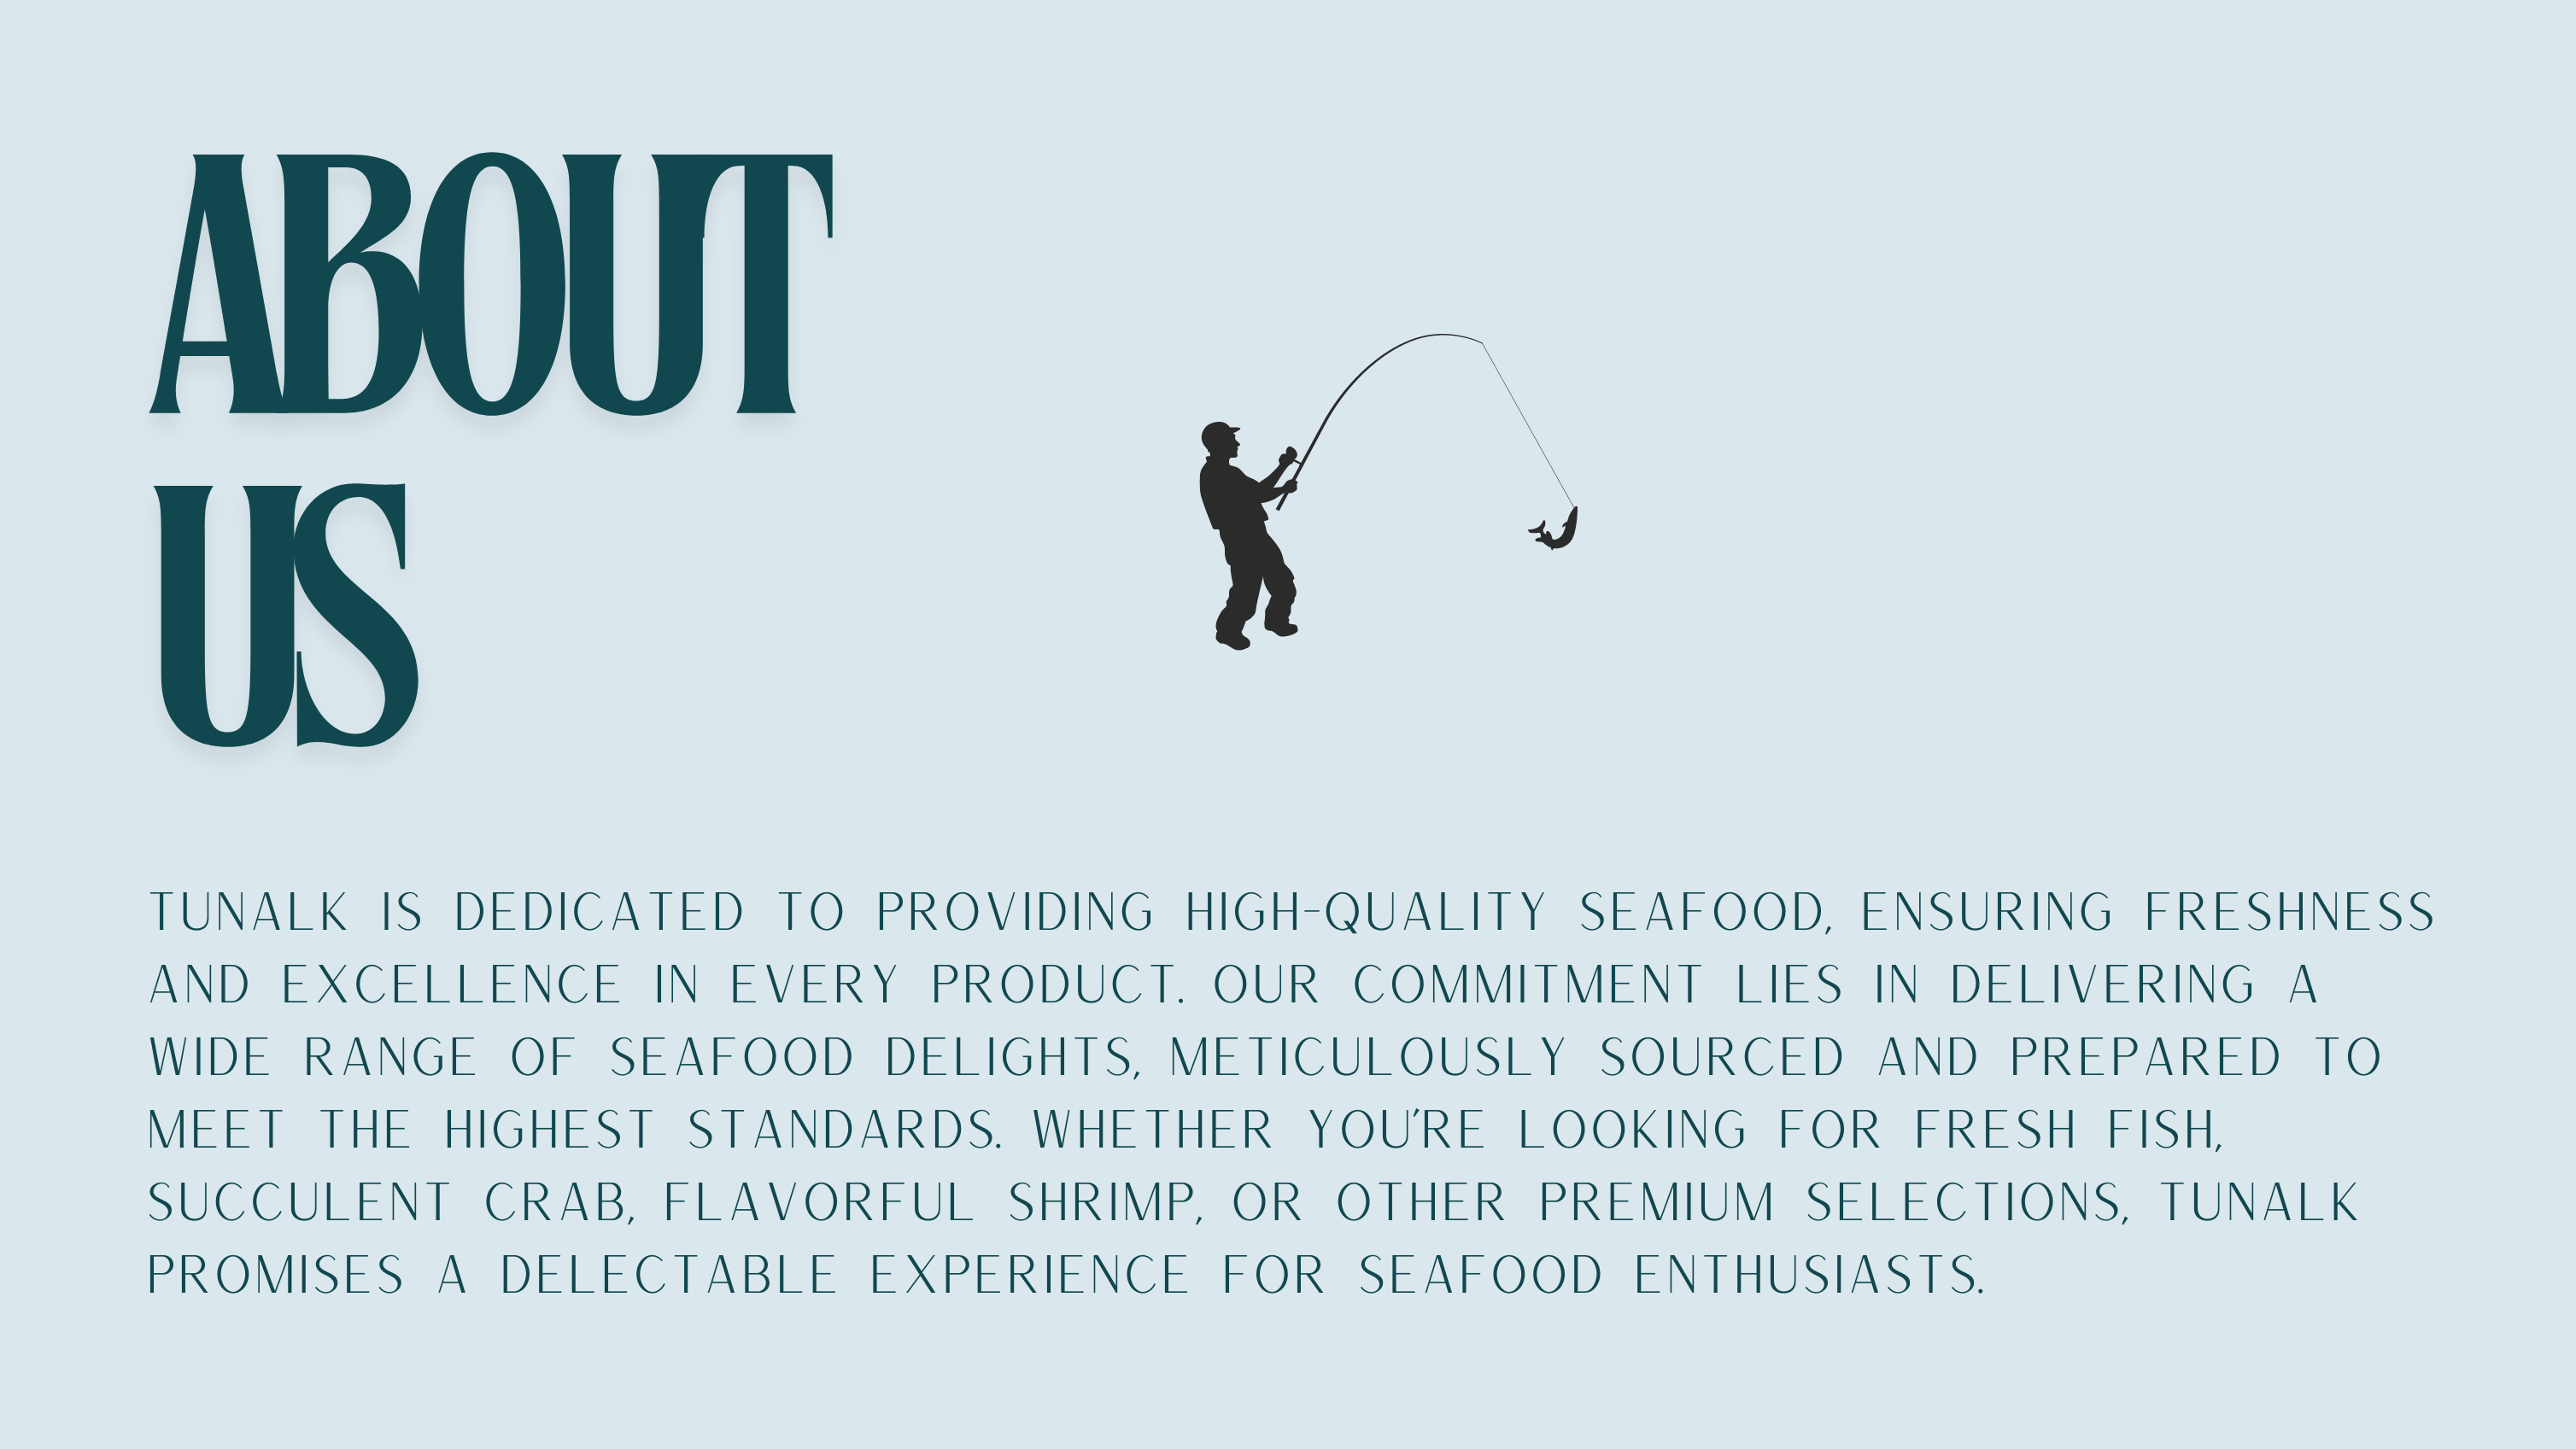 ABOUT
US
TUNALK IS DEDICATED TO PROVIDING HIGH-QUALITY SEAFOOD, ENSURING FRESHNESS
AND EXCELLENCE IN EVERY PRODUCT. OUR COMMITMENT LIES IN DELIVERING A
WIDE RANGE OF SEAFOOD DELIGHTS, METICULOUSLY SOURCED AND PREPARED TO
MEET THE HIGHEST STANDARDS. WHETHER YOU'RE LOOKING FOR FRESH FISH,
SUCCULENT CRAB, FLAVORFUL SHRIMP, OR OTHER PREMIUM SELECTIONS, TUNALK
PROMISES A DELECTABLE EXPERIENCE FOR SEAFOOD ENTHUSIASTS.